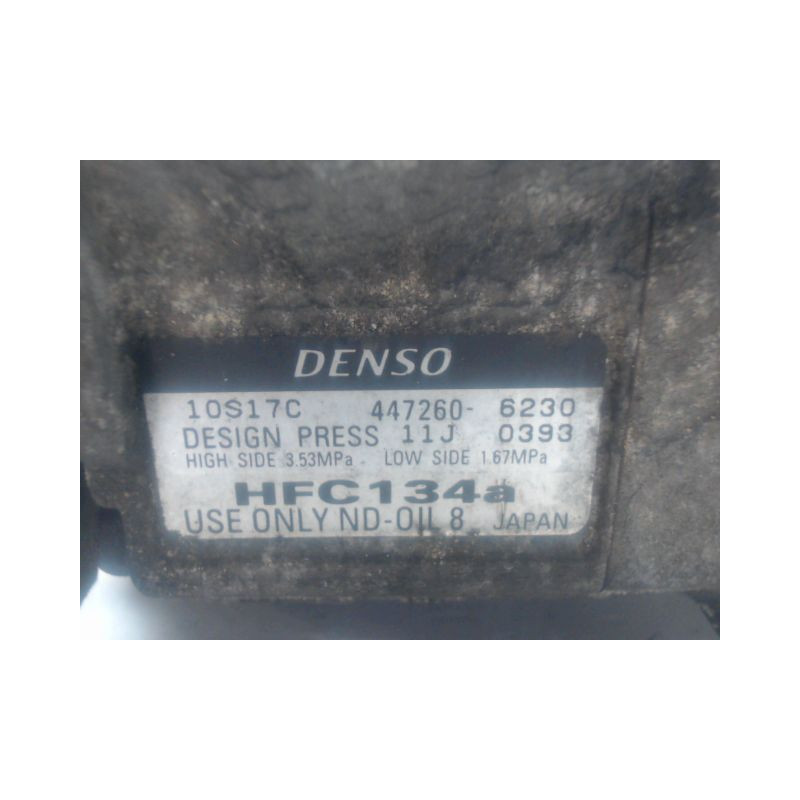 DENSO
10S17C 447260- 6230
DESIGN PRESS 11J 0393
HIGH SIDE 3.53MPa LOW SIDE 1.67MPa
HFC134a
USE ONLY ND-OIL 8 JAPAN